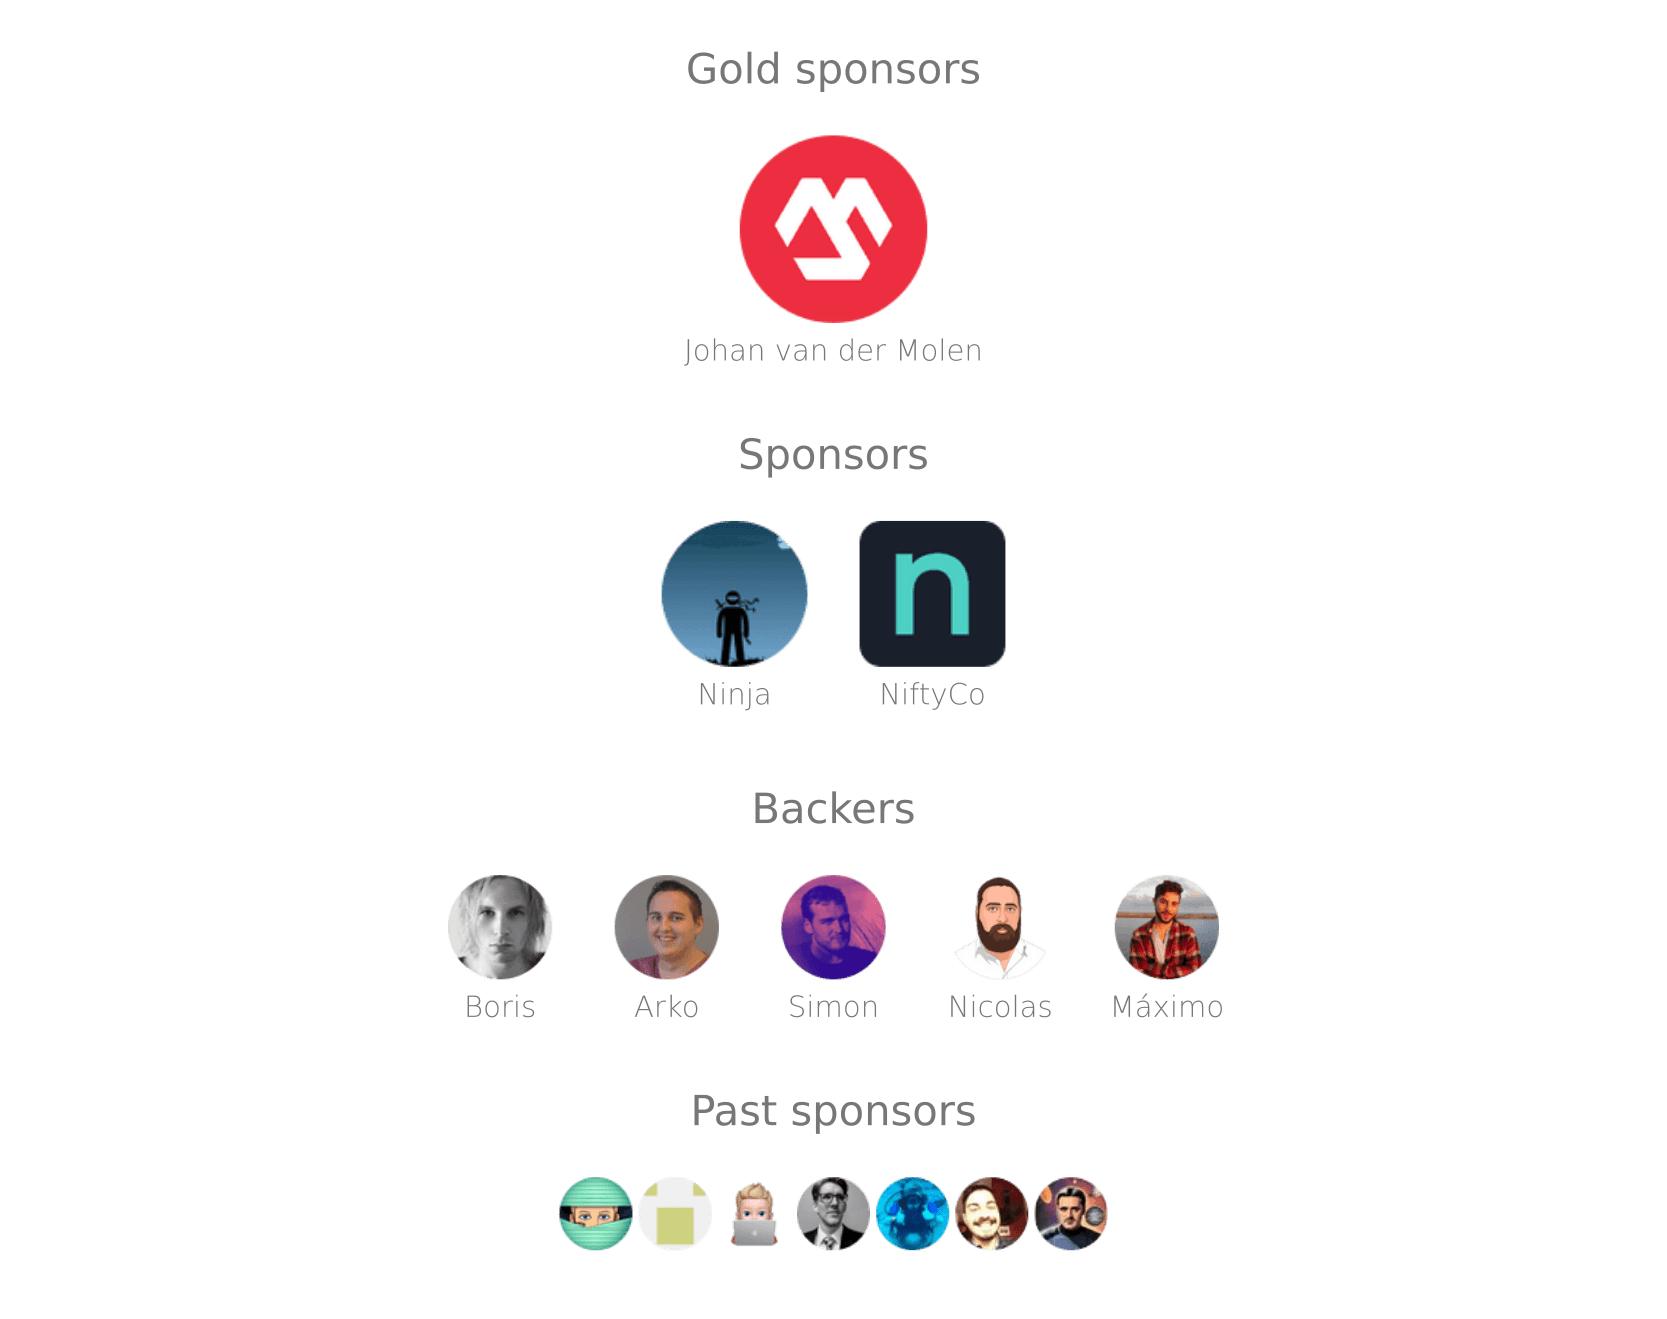 Gold sponsors
Johan van der Molen
Sponsors
n
Ninja
NiftyCo
Backers
Boris
Arko
Simon
Nicolas
Máximo
Past sponsors